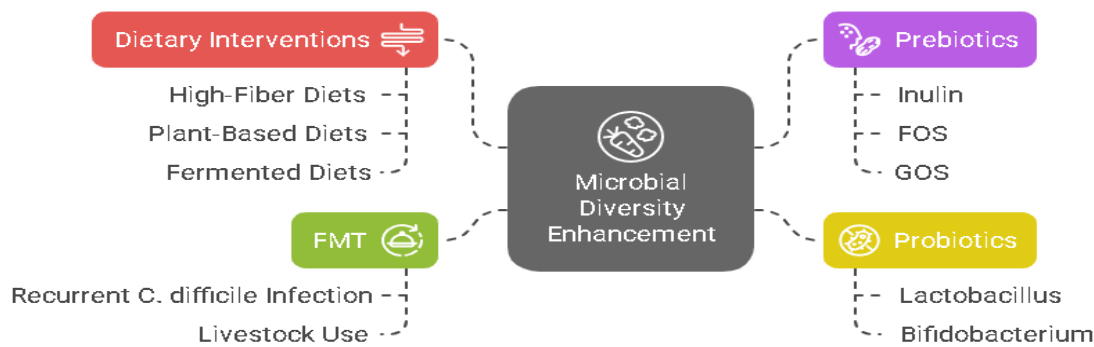 Dietary Interventions
High-Fiber Diets
Plant-Based Diets
Fermented Diets
FMT
Recurrent C. difficile Infection
Livestock Use
Microbial
Diversity
Enhancement
Prebiotics
Inulin
FOS
GOS
Probiotics
Lactobacillus
Bifidobacterium